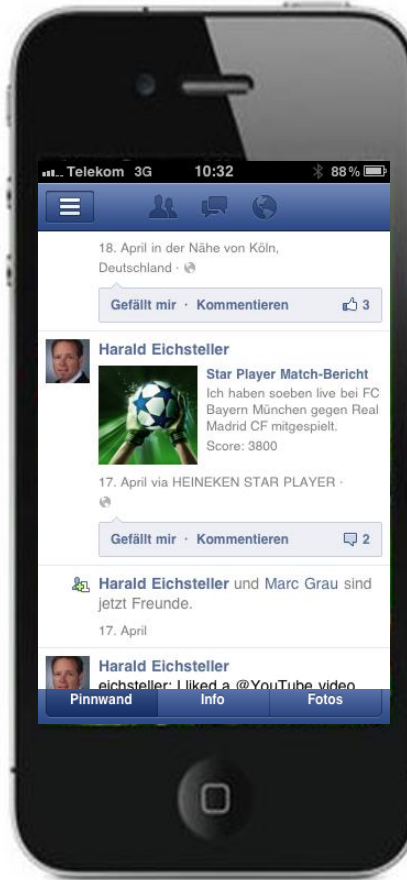 Telekom 3G 10:32 88%
18. April in der Nähe von Köln,
Deutschland ·
Gefällt mir · Kommentieren 3
Harald Eichsteller
Star Player Match-Bericht
Ich haben soeben live bei FC
Bayern München gegen Real
Madrid CF mitgespielt.
Score: 3800
17. April via HEINEKEN STAR PLAYER ·
Gefällt mir · Kommentieren 2
Harald Eichsteller und Marc Grau sind
jetzt Freunde.
17. April
Harald Eichsteller
eichsteller: I liked a @YouTube video
Pinnwand Info Fotos